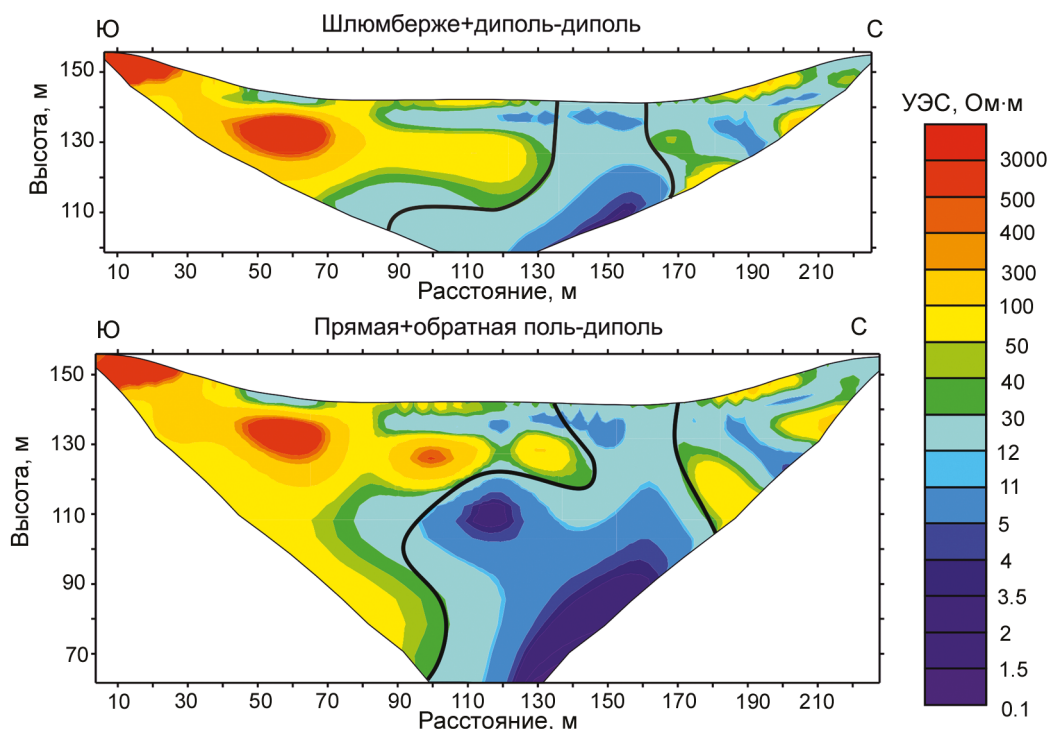 Ю
Шлюмберже+диполь-диполь
С
150
130
110
Высота, м
10 30 50 70 90 110 130 150 170 190 210
Расстояние, м
Ю
Прямая+обратная поль-диполь
С
150
130
110
90
70
Высота, м
10 30 50 70 90 110 130 150 170 190 210
Расстояние, м
УЭС, Ом·м
3000
500
400
300
100
50
40
30
12
11
5
4
3.5
2
1.5
0.1